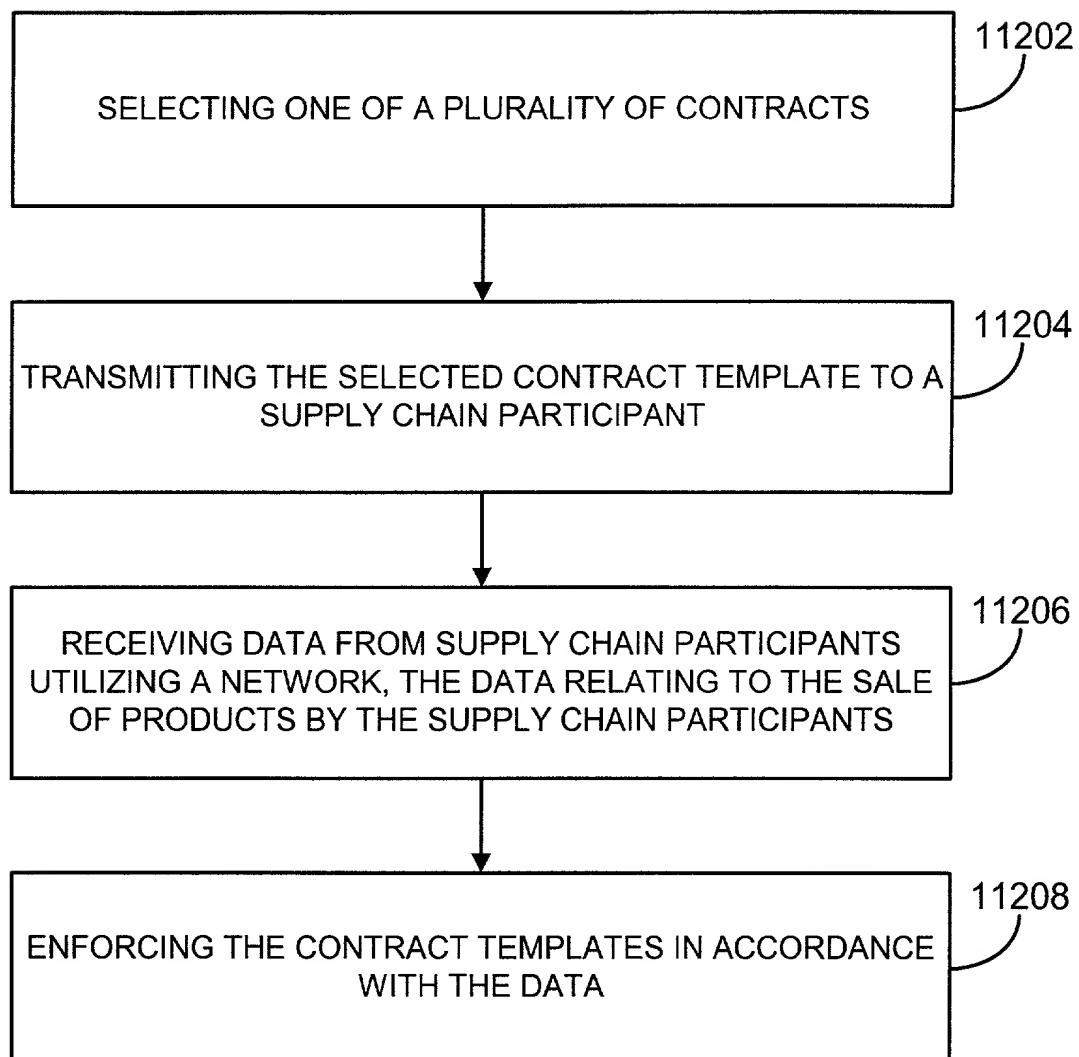 11202
SELECTING ONE OF A PLURALITY OF CONTRACTS
11204
TRANSMITTING THE SELECTED CONTRACT TEMPLATE TO A
SUPPLY CHAIN PARTICIPANT
11206
RECEIVING DATA FROM SUPPLY CHAIN PARTICIPANTS
UTILIZING A NETWORK, THE DATA RELATING TO THE SALE
OF PRODUCTS BY THE SUPPLY CHAIN PARTICIPANTS
11208
ENFORCING THE CONTRACT TEMPLATES IN ACCORDANCE
WITH THE DATA